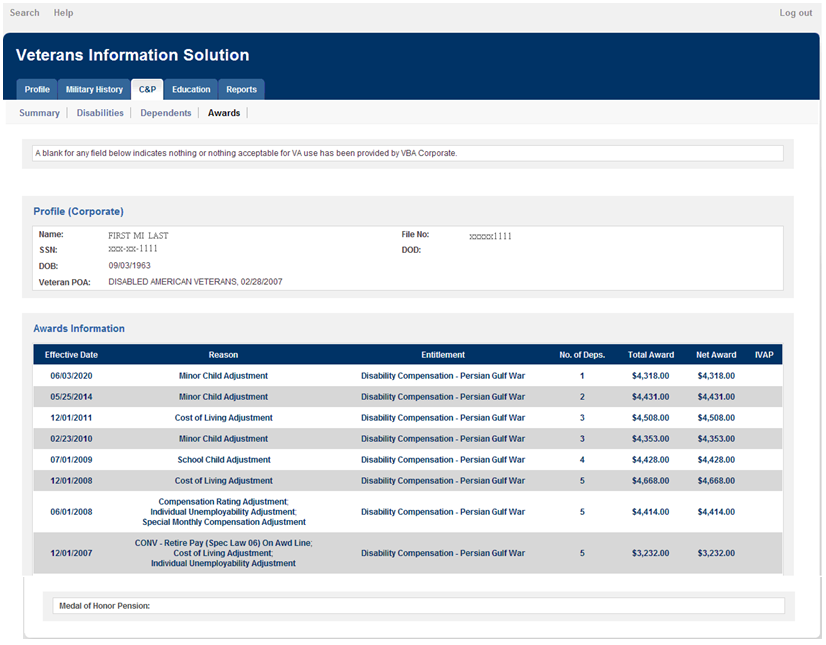 Search Help Log out
Veterans Information Solution
Profile Military History C&P Education Reports
Summary Disabilities Dependents Awards
A blank for any field below indicates nothing or nothing acceptable for VA use has been provided by VBA Corporate.
Profile (Corporate)
Name: FIRST MI LAST File No: xxxxx1111
SSN: xxx-xx-1111 DOD:
DOB: 09/03/1963
Veteran POA: DISABLED AMERICAN VETERANS, 02/28/2007
Awards Information
Effective Date Reason Entitlement No. of Deps. Total Award Net Award IVAP
06/03/2020 Minor Child Adjustment Disability Compensation - Persian Gulf War 1 $4,318.00 $4,318.00
05/25/2014 Minor Child Adjustment Disability Compensation - Persian Gulf War 2 $4,431.00 $4,431.00
12/01/2011 Cost of Living Adjustment Disability Compensation - Persian Gulf War 3 $4,508.00 $4,508.00
02/23/2010 Minor Child Adjustment Disability Compensation - Persian Gulf War 3 $4,353.00 $4,353.00
07/01/2009 School Child Adjustment Disability Compensation - Persian Gulf War 4 $4,428.00 $4,428.00
12/01/2008 Cost of Living Adjustment Disability Compensation - Persian Gulf War 5 $4,668.00 $4,668.00
Compensation Rating Adjustment;
06/01/2008 Individual Unemployability Adjustment; Disability Compensation - Persian Gulf War 5 $4,414.00 $4,414.00
Special Monthly Compensation Adjustment
CONV - Retire Pay (Spec Law 06) On Awd Line;
12/01/2007 Cost of Living Adjustment; Disability Compensation - Persian Gulf War 5 $3,232.00 $3,232.00
Individual Unemployability Adjustment
Medal of Honor Pension: